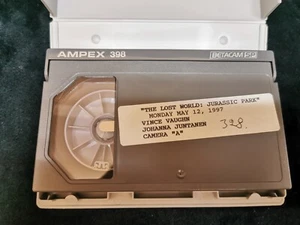 AMPEX 398
BETACAM SP
"THE LOST WORLD: JURASSIC PARK"
MONDAY MAY 12, 1997
VINCE VAUGHN
JOHANNA JUNTANEN
CAMERA "A"
328.